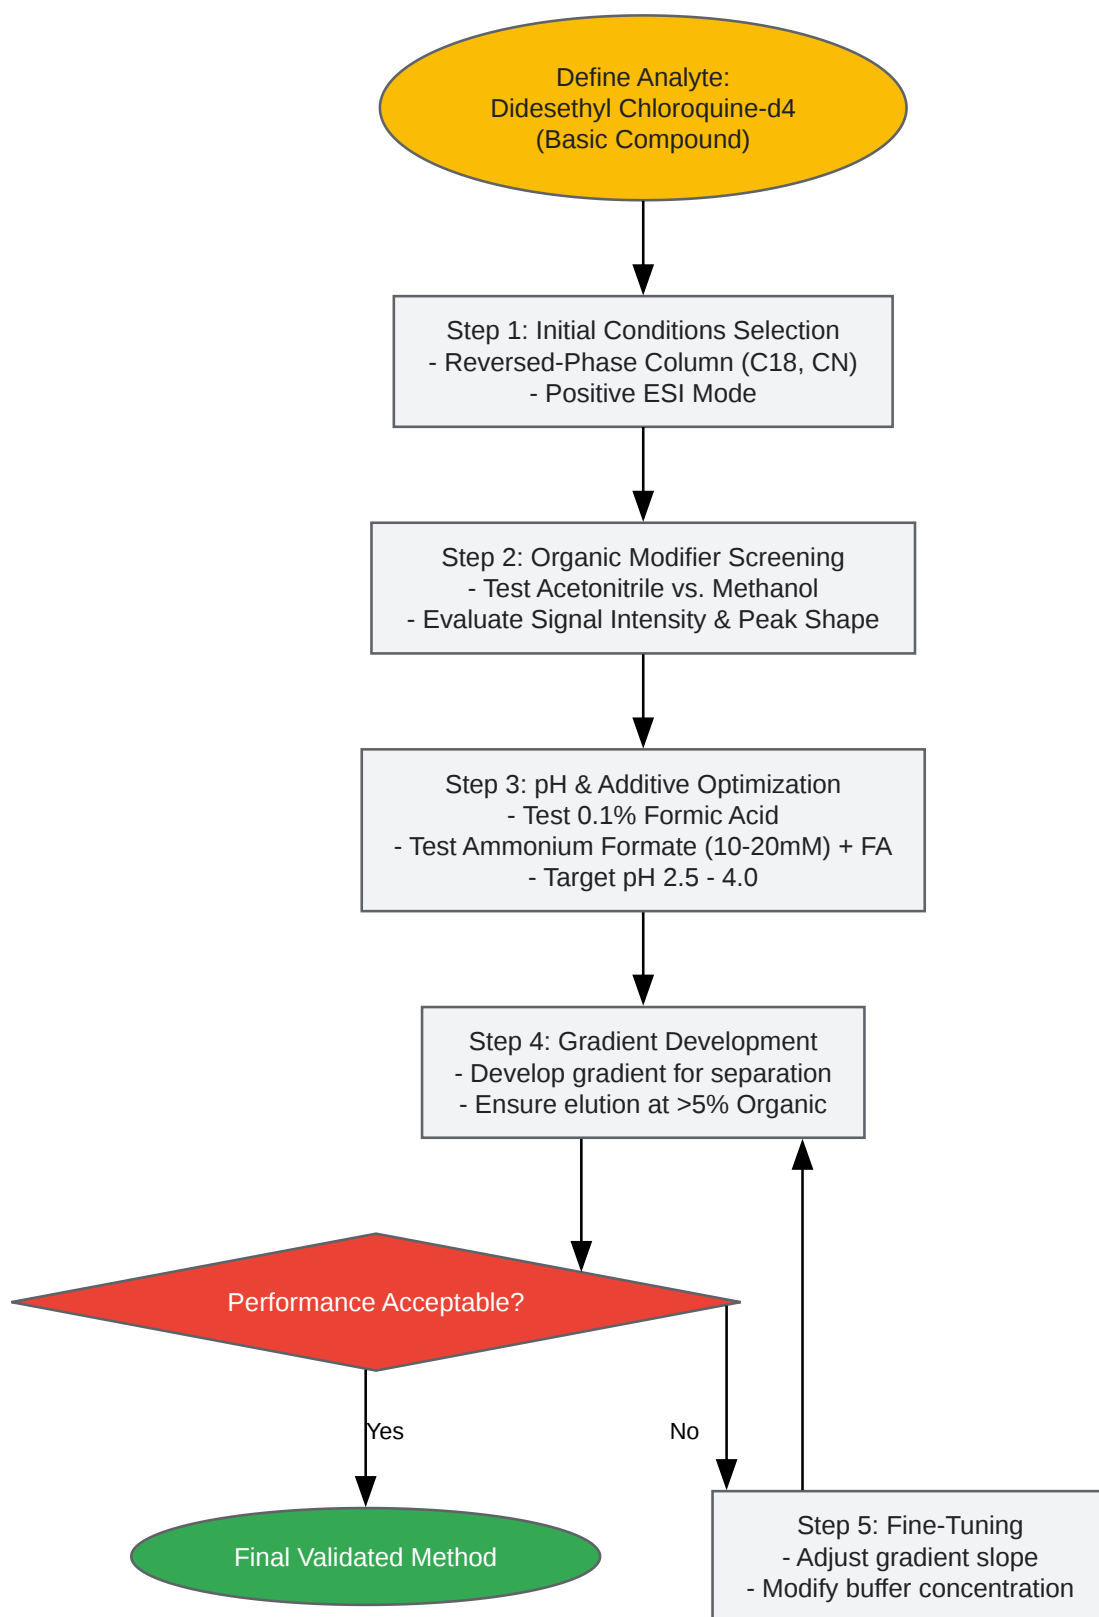 Define Analyte:
Didesethyl Chloroquine-d4
(Basic Compound)
Step 1: Initial Conditions Selection
- Reversed-Phase Column (C18, CN)
- Positive ESI Mode
Step 2: Organic Modifier Screening
- Test Acetonitrile vs. Methanol
- Evaluate Signal Intensity & Peak Shape
Step 3: pH & Additive Optimization
- Test 0.1% Formic Acid
- Test Ammonium Formate (10-20mM) + FA
- Target pH 2.5 - 4.0
Step 4: Gradient Development
- Develop gradient for separation
- Ensure elution at >5% Organic
Performance Acceptable?
Yes
No
Final Validated Method
Step 5: Fine-Tuning
- Adjust gradient slope
- Modify buffer concentration